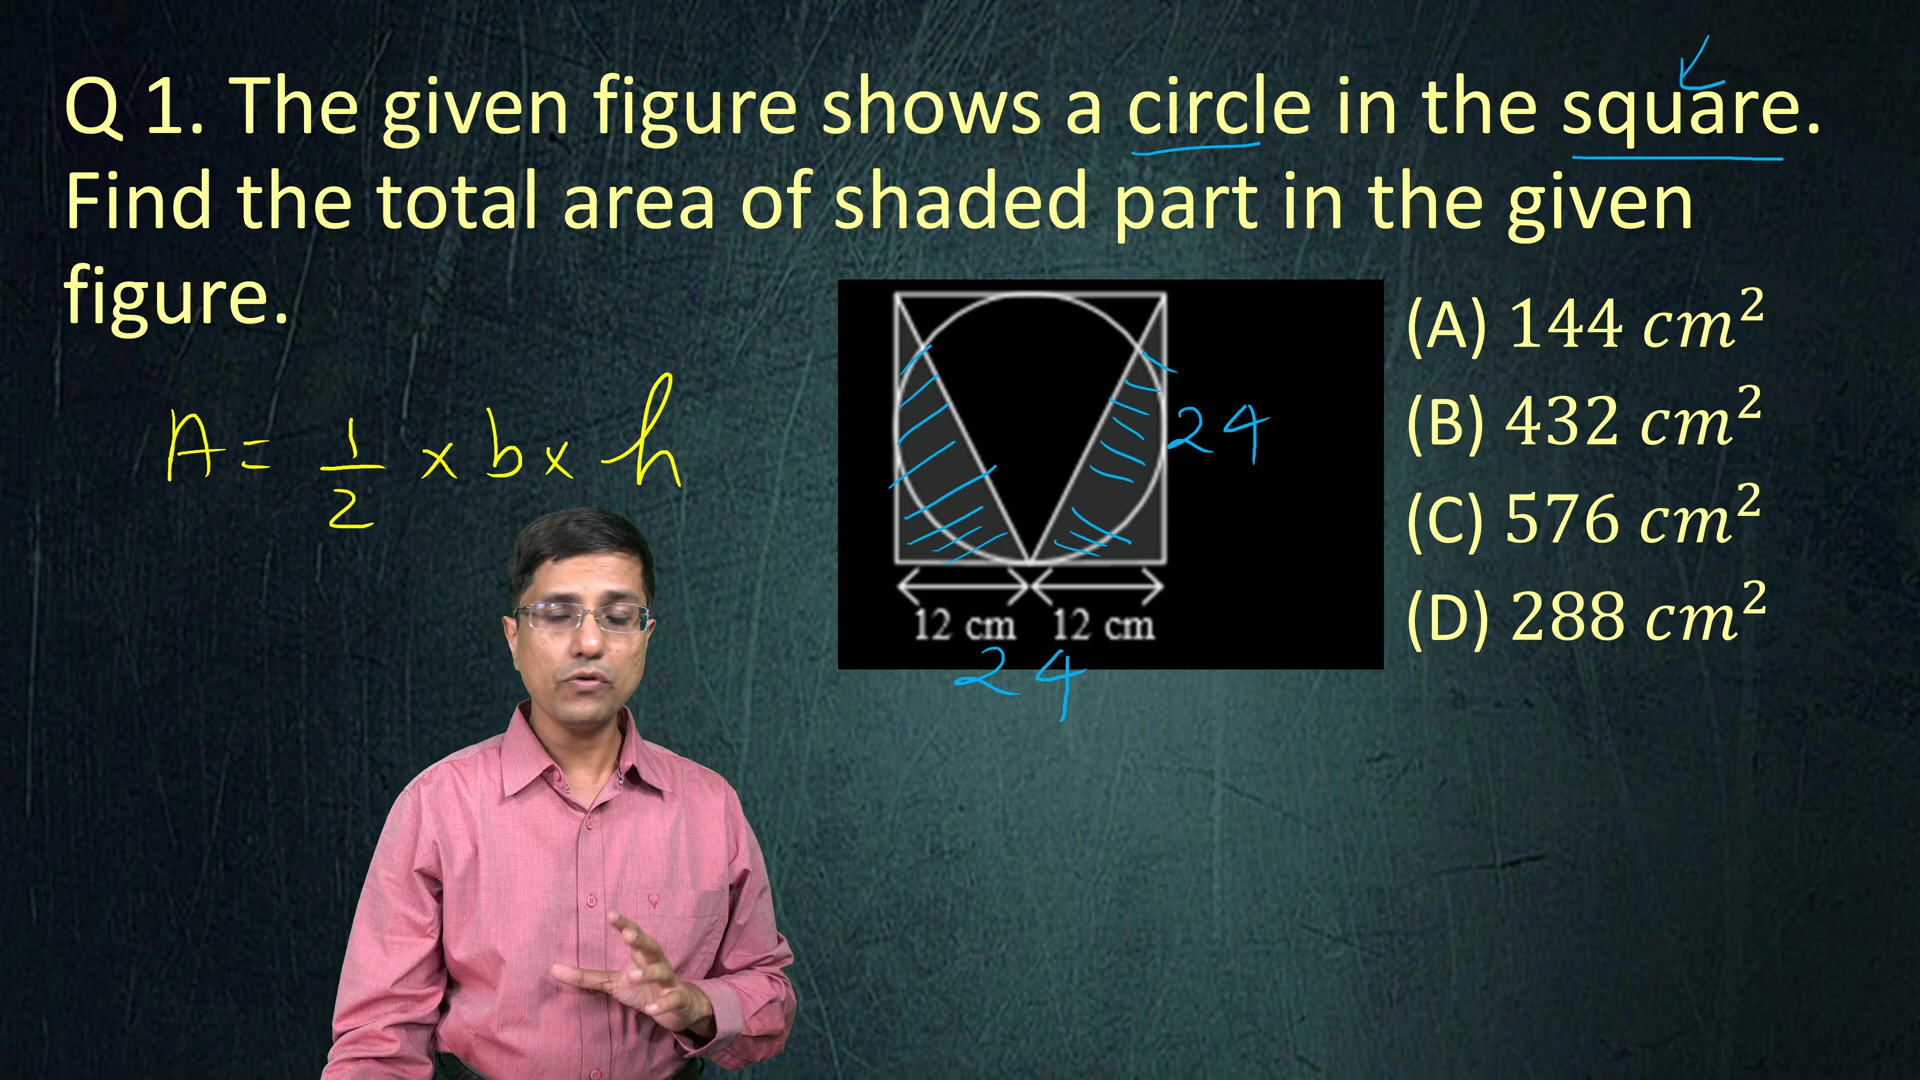 Q 1. The given figure shows a circle in the square.
Find the total area of shaded part in the given
figure.
A = 1/2 x b x h
24
12 cm 12 cm
24
(A) 144 cm²
(B) 432 cm²
(C) 576 cm²
(D) 288 cm²